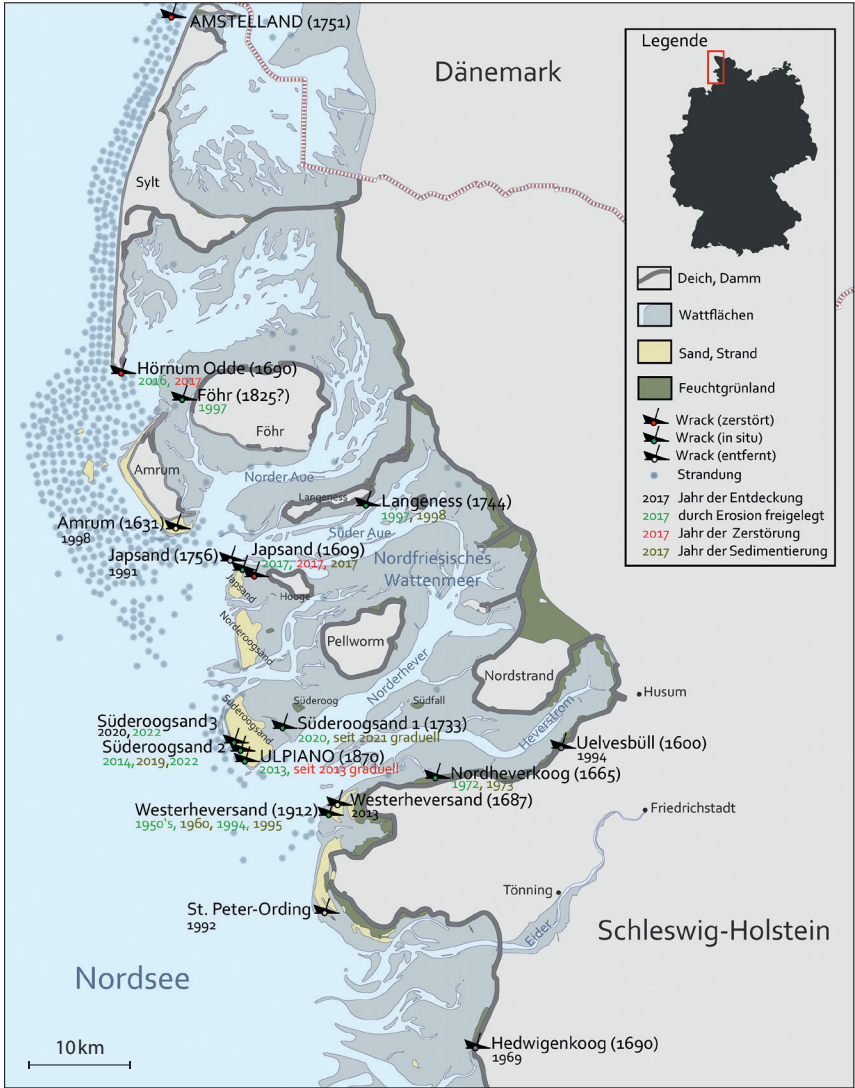 AMSTELLAND (1751)
Dänemark
Sylt
Hörnum Odde (1690)
2016, 2017
Föhr (1825?)
1997
Föhr
Amrum
Norder Aue
Langeness
Langeness (1744)
1997, 1998
Amrum (1631)
1998
Süder Aue
Japsand (1756)
1991
Japsand (1609)
2017, 2017, 2017
Nordfriesisches
Wattenmeer
Japsand
Hooge
Norderoogsand
Pellworm
Nordstrand
Norderhever
Husum
Süderoog
Südfall
Süderoogsand
Heverstrom
Süderoogsand 3
2020, 2022
Süderoogsand 1 (1733)
2020, seit 2021 graduell
Süderoogsand 2
2014, 2019, 2022
ULPIANO (1870)
2013, seit 2013 graduell
Uelvesbüll (1600)
1994
Nordheverkoog (1665)
1972, 1973
Westerheversand (1687)
2013
Westerheversand (1912)
1950's, 1960, 1994, 1995
Friedrichstadt
Tönning
St. Peter-Ording
1992
Eider
Schleswig-Holstein
Nordsee
10 km
Hedwigenkoog (1690)
1969
Legende
Deich, Damm
Wattflächen
Sand, Strand
Feuchtgrünland
Wrack (zerstört)
Wrack (in situ)
Wrack (entfernt)
Strandung
2017 Jahr der Entdeckung
2017 durch Erosion freigelegt
2017 Jahr der Zerstörung
2017 Jahr der Sedimentierung